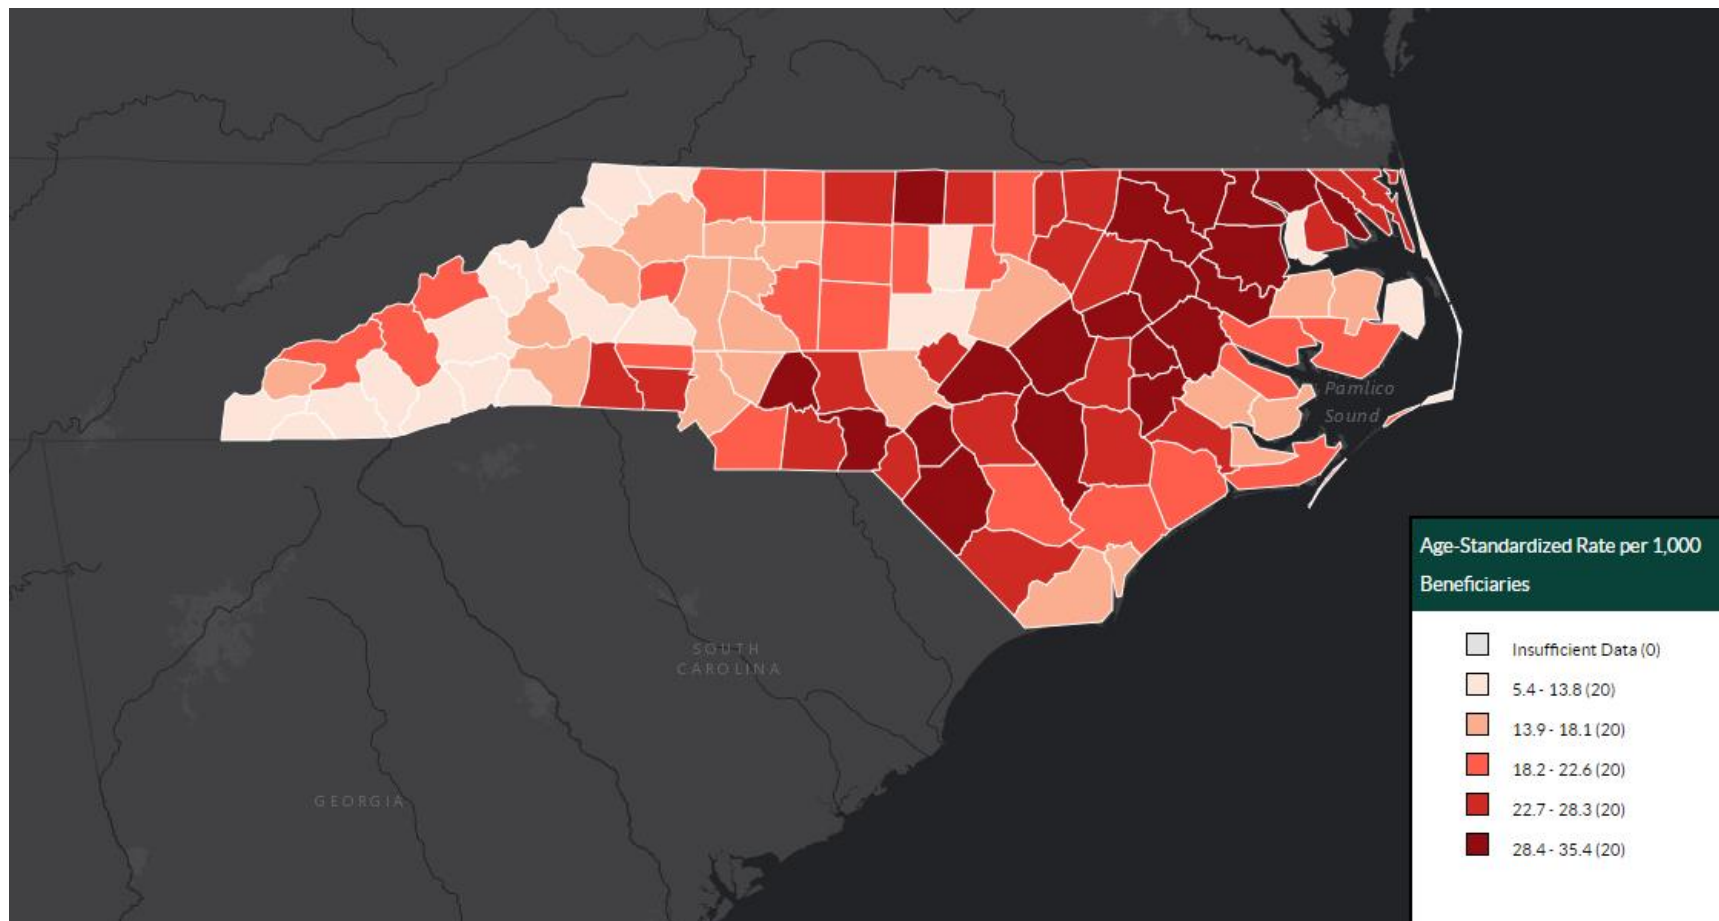 Pamlico
Sound
SOUTH
CAROLINA
GEORGIA
Age-Standardized Rate per 1,000
Beneficiaries
Insufficient Data (0)
5.4 - 13.8 (20)
13.9 - 18.1 (20)
18.2 - 22.6 (20)
22.7 - 28.3 (20)
28.4 - 35.4 (20)